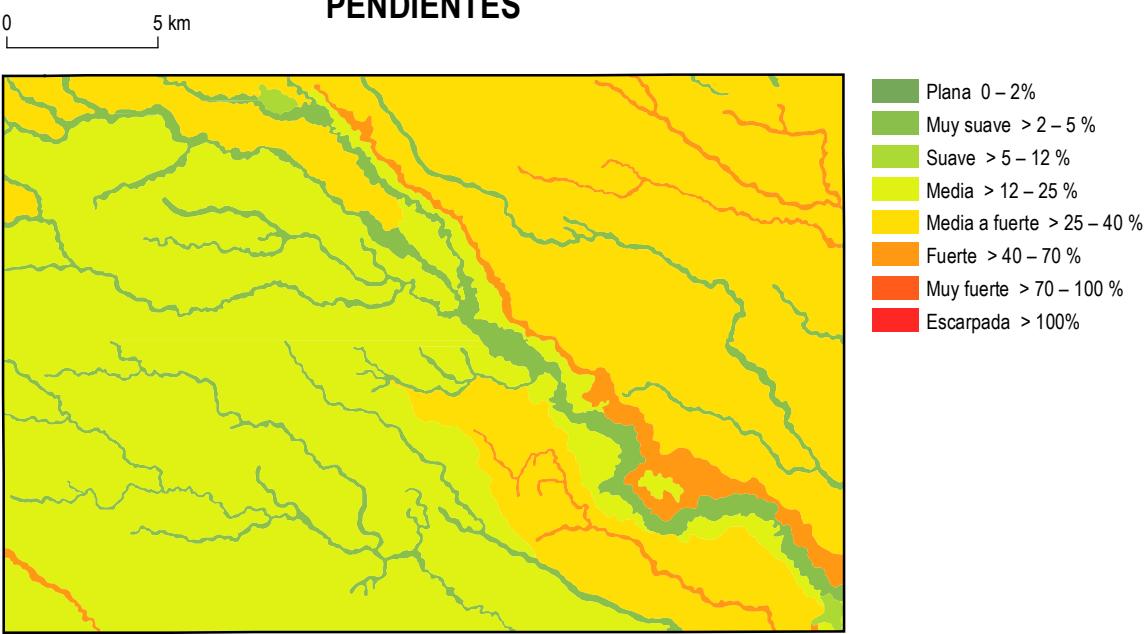 PENDIENTES
0 5 km
Plana 0 – 2%
Muy suave > 2 – 5 %
Suave > 5 – 12 %
Media > 12 – 25 %
Media a fuerte > 25 – 40 %
Fuerte > 40 – 70 %
Muy fuerte > 70 – 100 %
Escarpada > 100%